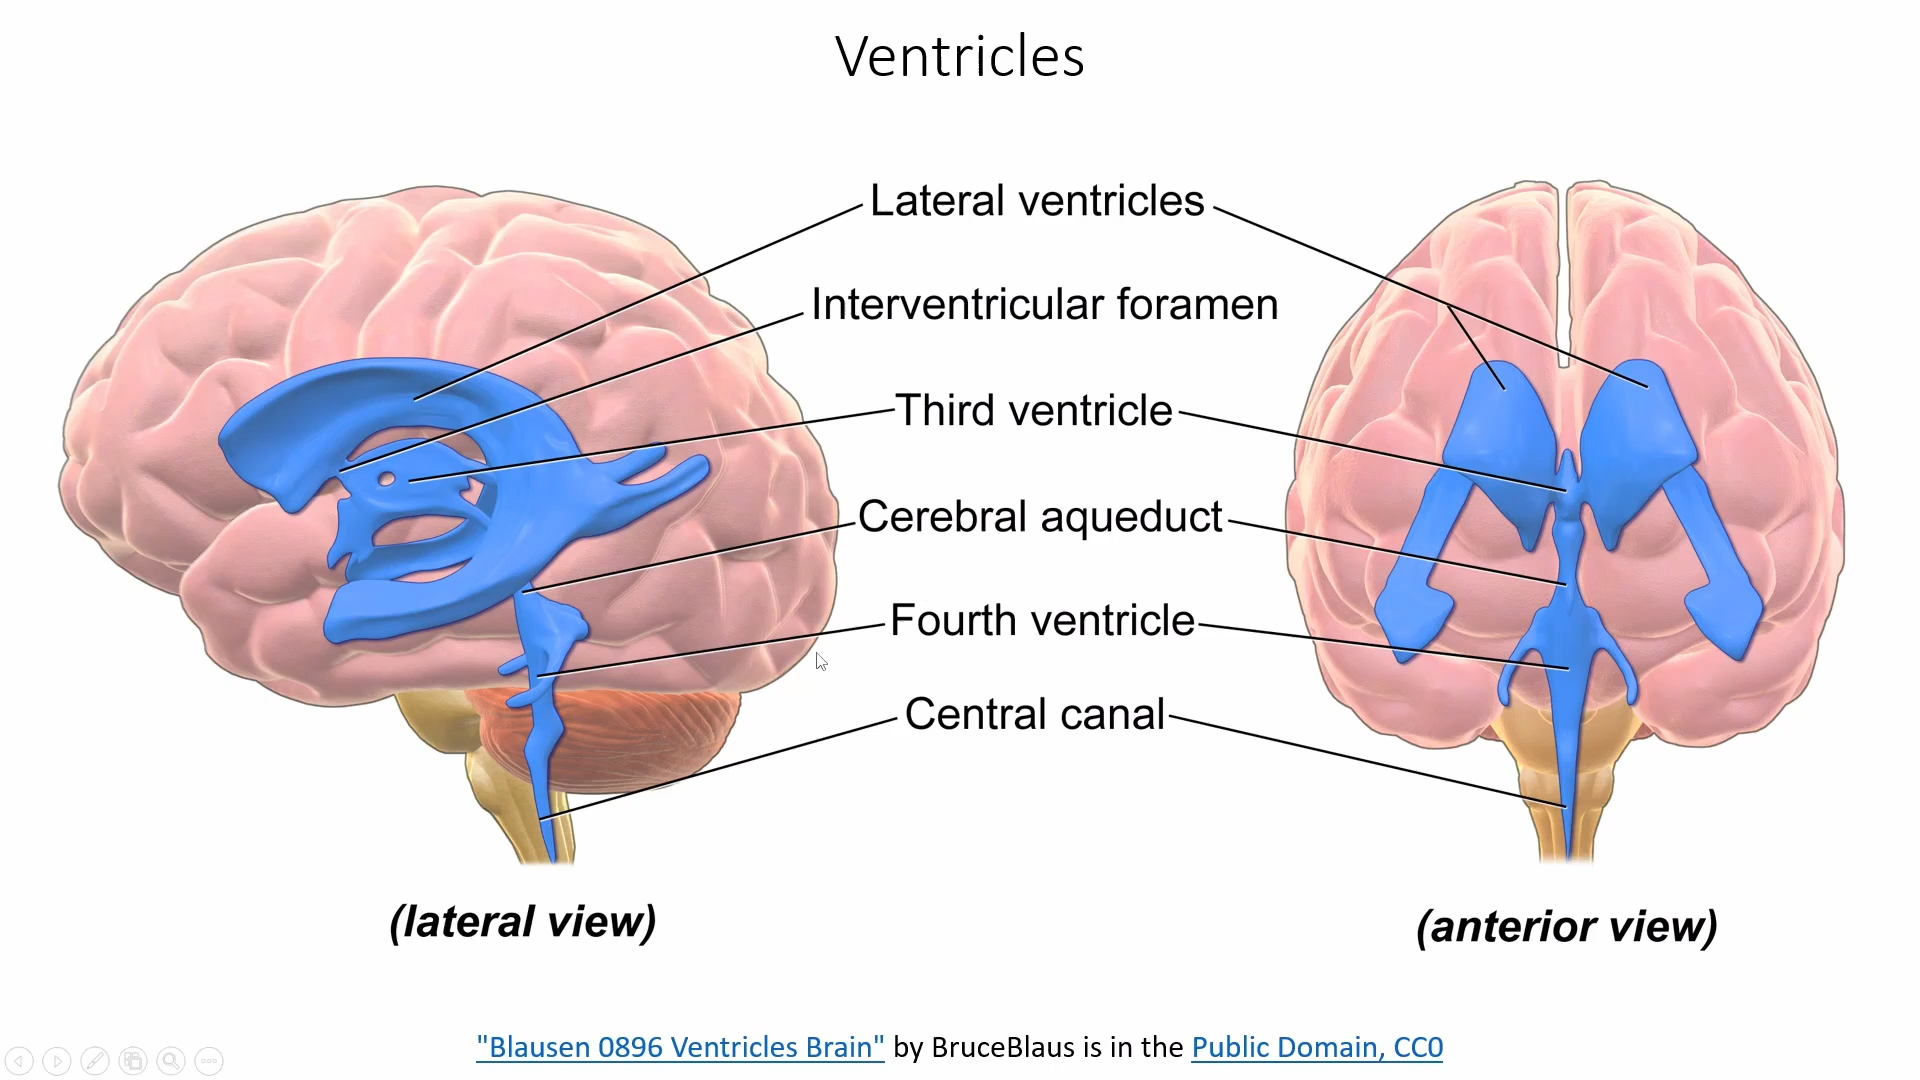 Ventricles
Lateral ventricles
Interventricular foramen
Third ventricle
Cerebral aqueduct
Fourth ventricle
Central canal
(lateral view)
(anterior view)
"Blausen 0896 Ventricles Brain" by BruceBlaus is in the Public Domain, CC0